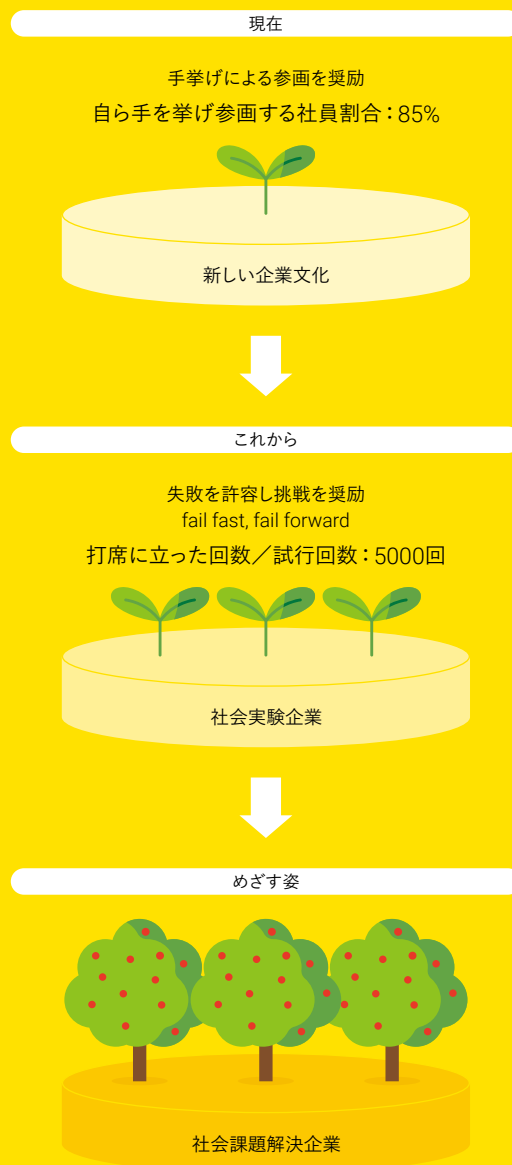 現在
手挙げによる参画を奨励
自ら手を挙げ参画する社員割合：85%
新しい企業文化
これから
失敗を許容し挑戦を奨励
fail fast, fail forward
打席に立った回数／試行回数：5000回
社会実験企業
めざす姿
社会課題解決企業